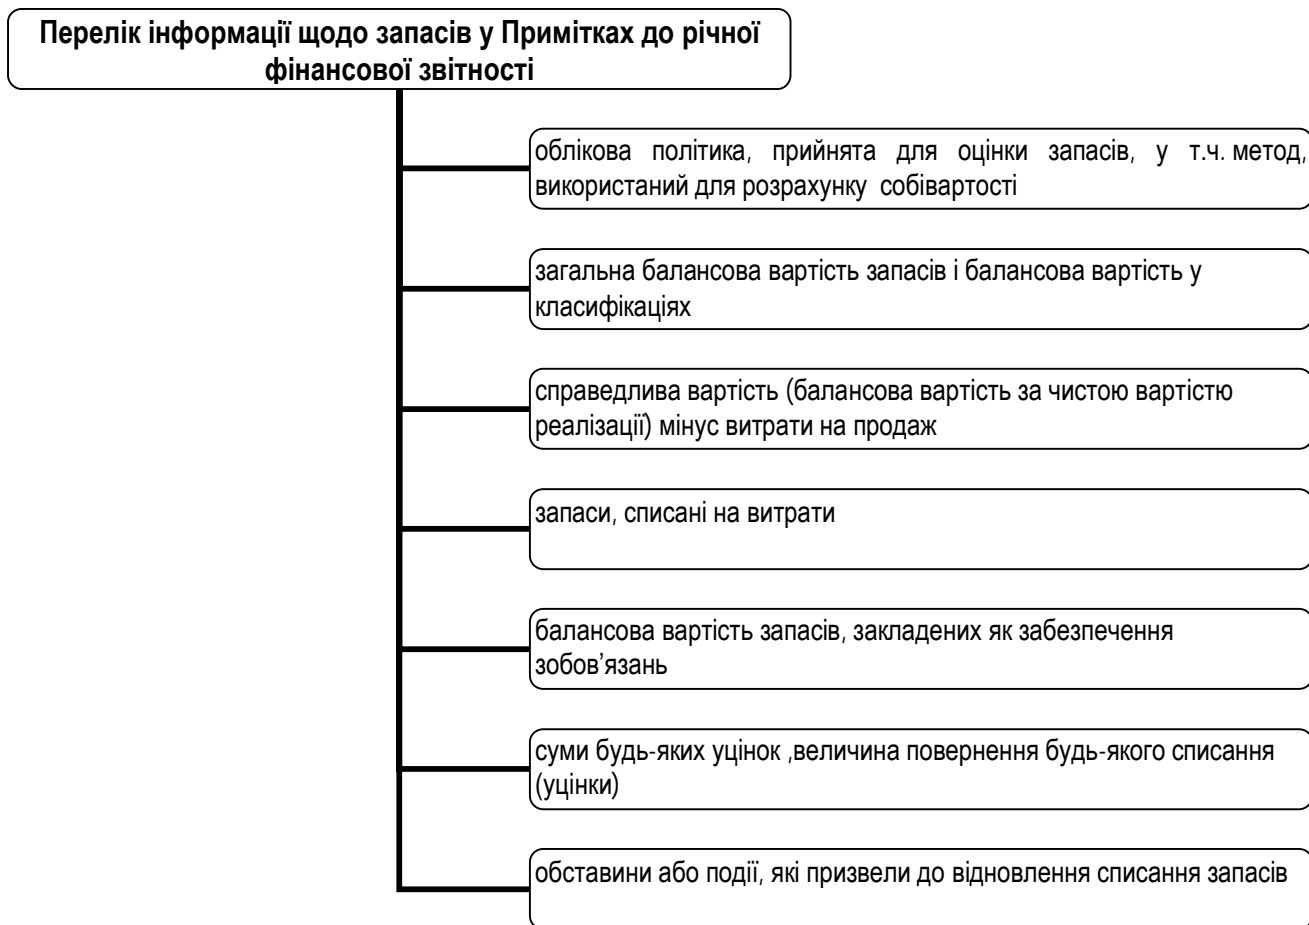 Перелік інформації щодо запасів у Примітках до річної
фінансової звітності
облікова політика, прийнята для оцінки запасів, у т.ч. метод,
використаний для розрахунку собівартості
загальна балансова вартість запасів і балансова вартість у
класифікаціях
справедлива вартість (балансова вартість за чистою вартістю
реалізації) мінус витрати на продаж
запаси, списані на витрати
балансова вартість запасів, закладених як забезпечення
зобов’язань
суми будь-яких уцінок ,величина повернення будь-якого списання
(уцінки)
обставини або події, які призвели до відновлення списання запасів